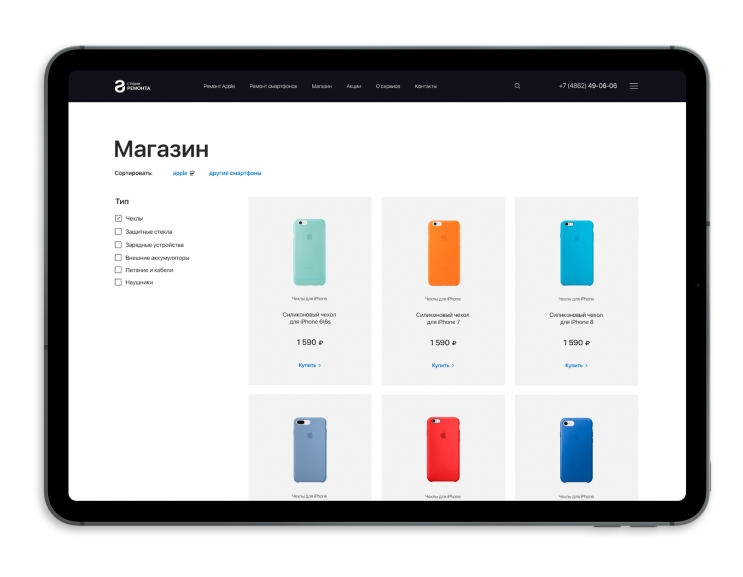 СТУДИЯ
РЕМОНТА
Ремонт Apple
Ремонт смартфонов
Магазин
Акции
О сервисе
Контакты
+7 (4862) 49-06-06
Магазин
Сортировать:
apple
другие смартфоны
Тип
Чехлы
Защитные стекла
Зарядные устройства
Внешние аккумуляторы
Питание и кабели
Наушники
Чехлы для iPhone
Чехлы для iPhone
Чехлы для iPhone
Силиконовый чехол
для iPhone 6\6s
Силиконовый чехол
для iPhone 7
Силиконовый чехол
для iPhone 8
1 590 ₽
1 590 ₽
1 590 ₽
Купить >
Купить >
Купить >
Чехлы для iPhone
Чехлы для iPhone
Чехлы для iPhone